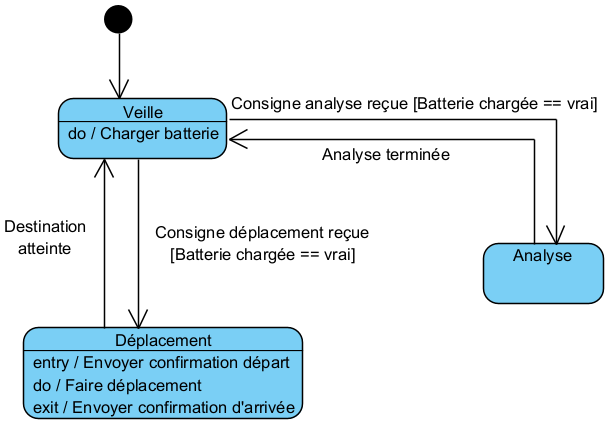 Veille
do / Charger batterie
Consigne analyse reçue [Batterie chargée == vrai]
Analyse terminée
Destination
atteinte
Consigne déplacement reçue
[Batterie chargée == vrai]
Analyse
Déplacement
entry / Envoyer confirmation départ
do / Faire déplacement
exit / Envoyer confirmation d'arrivée